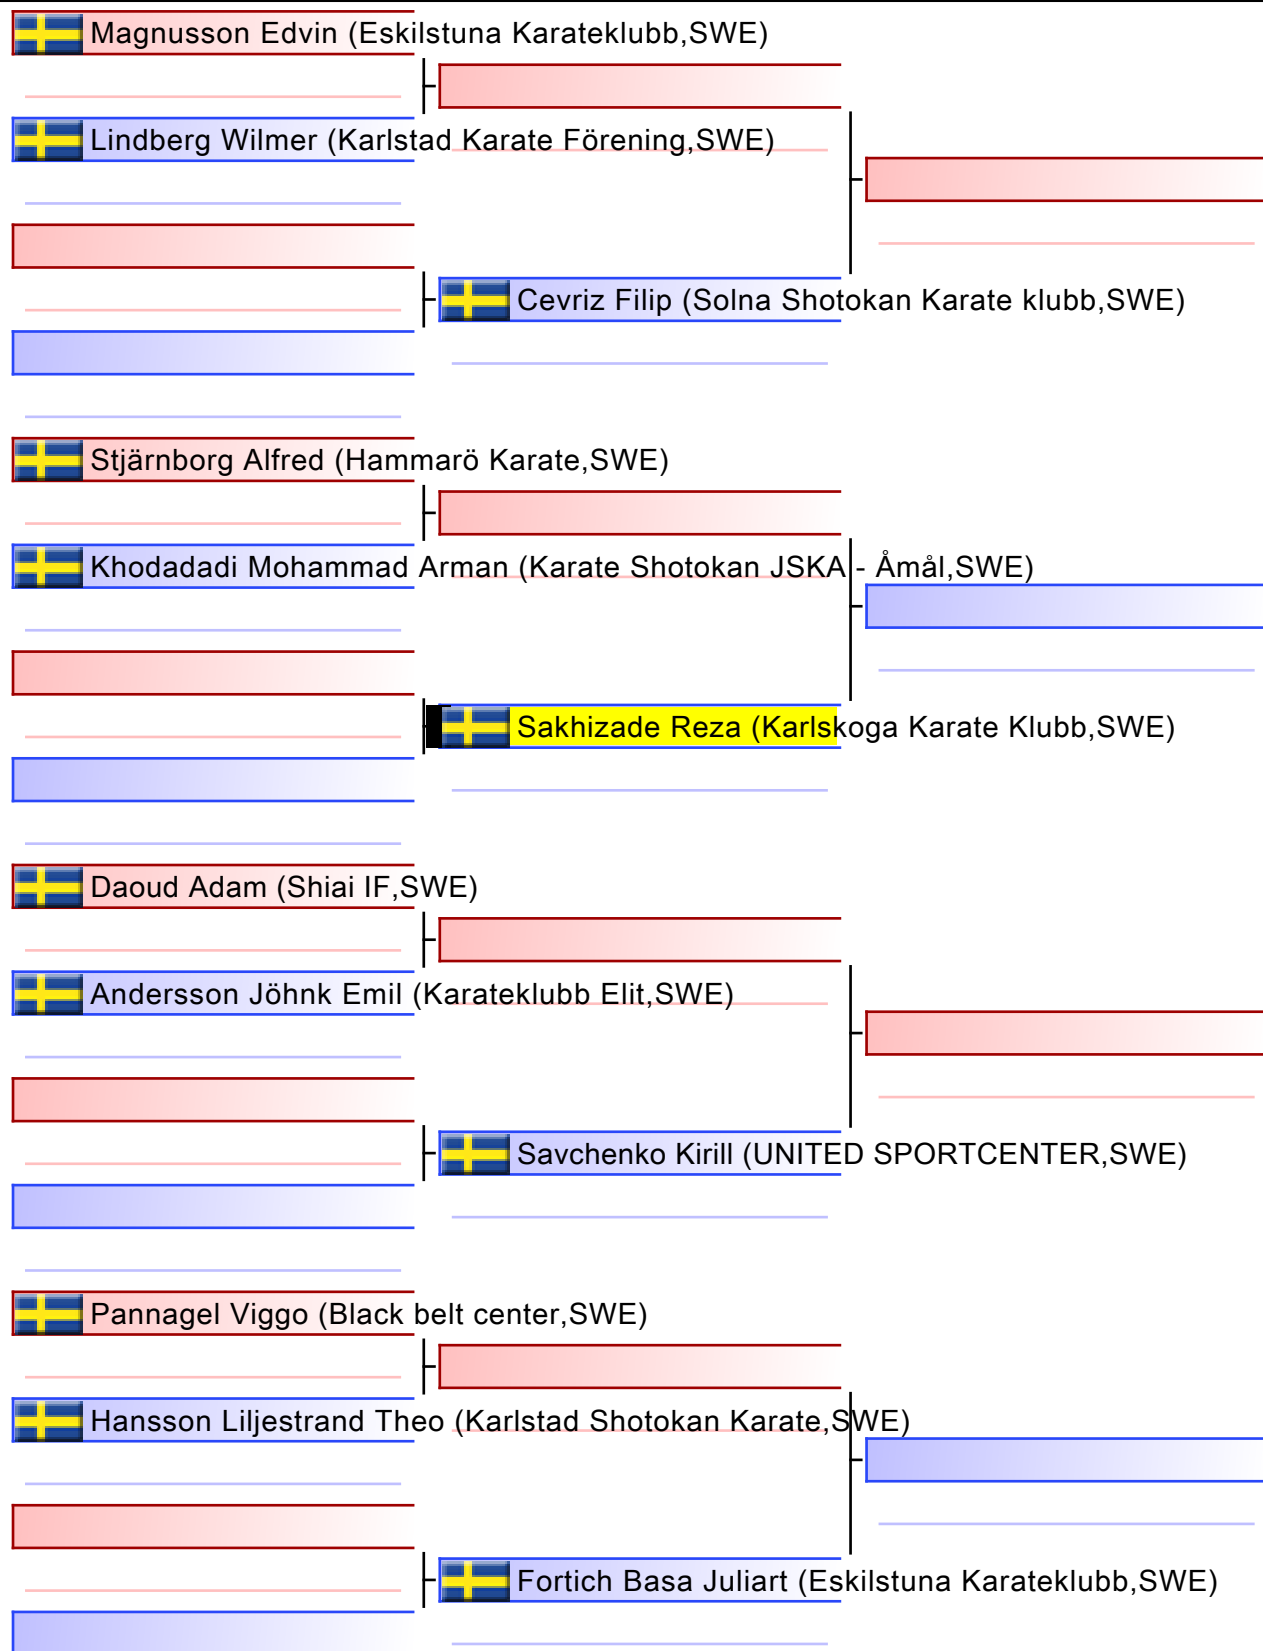 Magnusson Edvin (Eskilstuna Karateklubb,SWE)
Lindberg Wilmer (Karlstad Karate Förening,SWE)
Cevriz Filip (Solna Shotokan Karate klubb,SWE)
Stjärnborg Alfred (Hammarö Karate,SWE)
Khodadadi Mohammad Arman (Karate Shotokan JSKA - Åmål,SWE)
Sakhizade Reza (Karlskoga Karate Klubb,SWE)
Daoud Adam (Shiai IF,SWE)
Andersson Jöhnk Emil (Karateklubb Elit,SWE)
Savchenko Kirill (UNITED SPORTCENTER,SWE)
Pannagel Viggo (Black belt center,SWE)
Hansson Liljestrand Theo (Karlstad Shotokan Karate,SWE)
Fortich Basa Juliart (Eskilstuna Karateklubb,SWE)